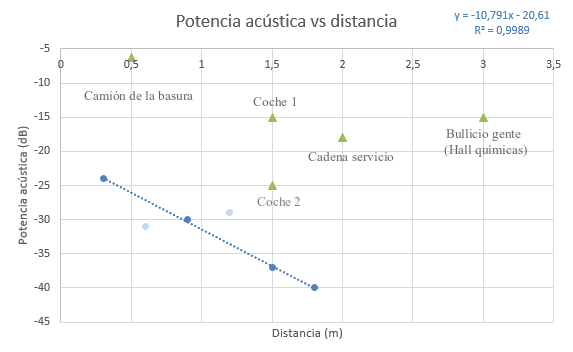 Potencia acústica vs distancia
y = -10,791x - 20,61
R² = 0,9989
-5
0
0,5
1
1,5
2
2,5
3
3,5
-10
Camión de la basura
Coche 1
-15
Bullicio gente
(Hall químicas)
Cadena servicio
-20
-25
Coche 2
-30
-35
-40
-45
Potencia acústica (dB)
Distancia (m)